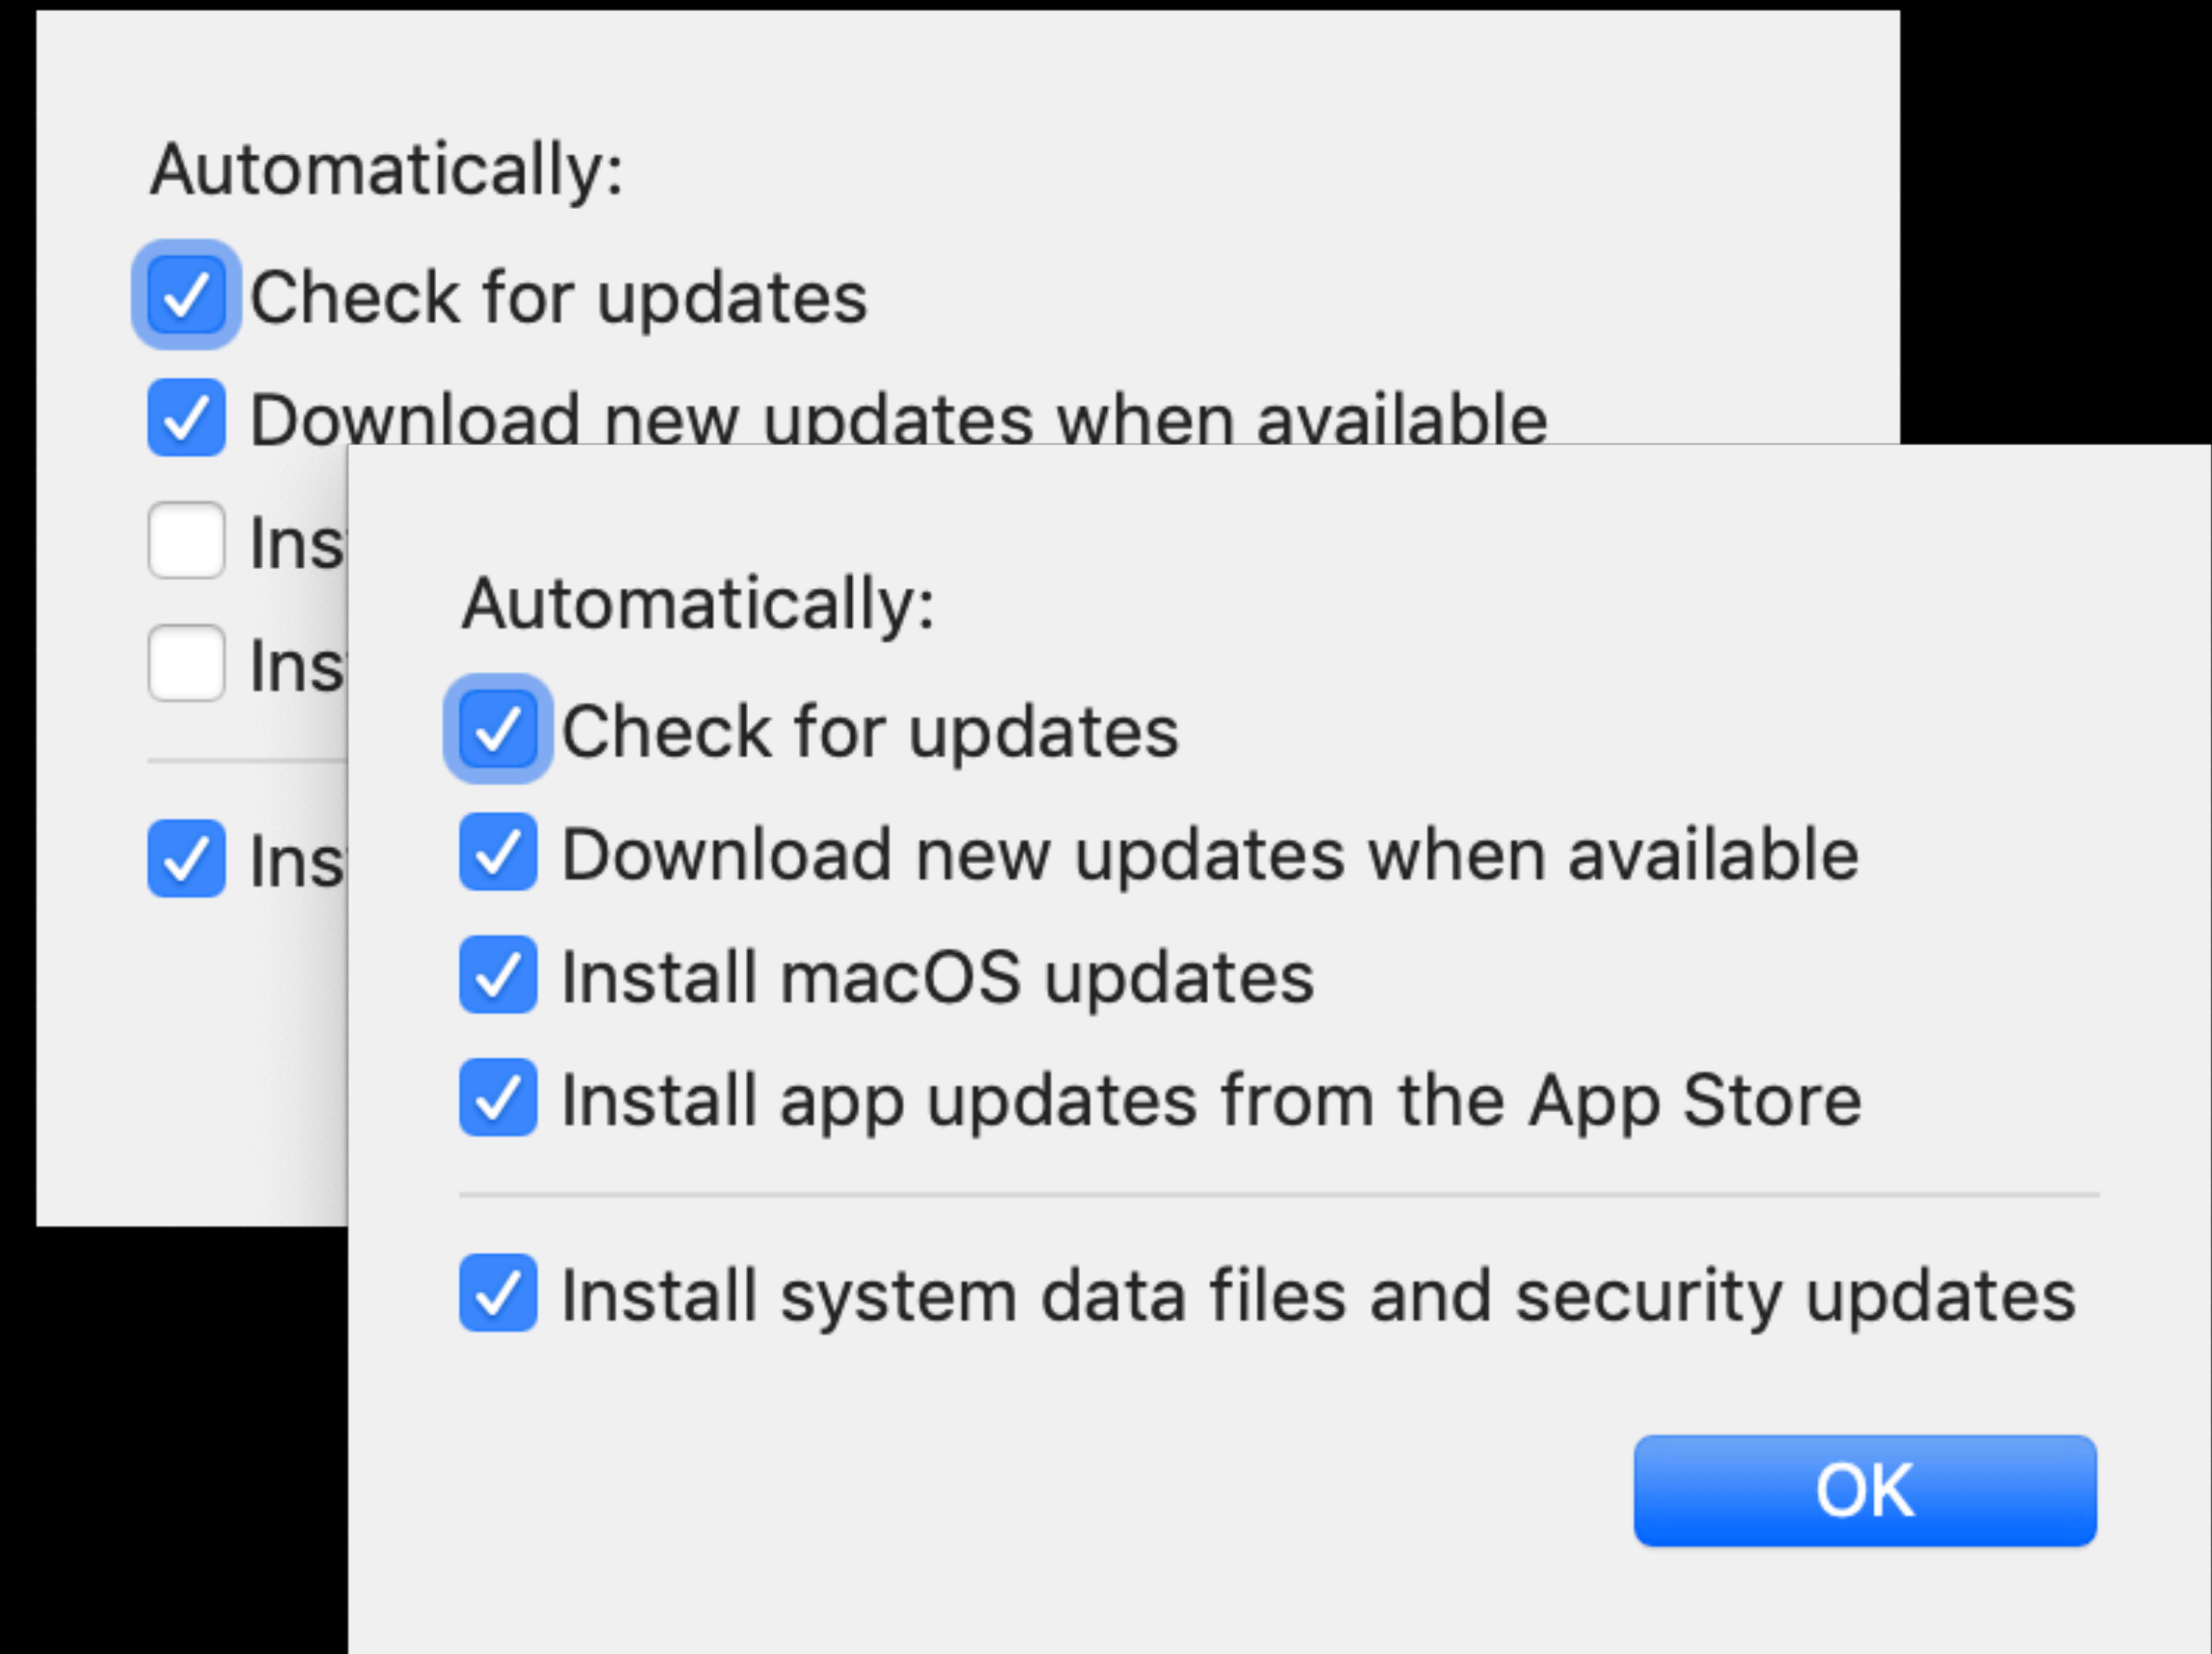 Automatically:
Check for updates
Download new updates when available
Ins
Ins
Ins
Automatically:
Check for updates
Download new updates when available
Install macOS updates
Install app updates from the App Store
Install system data files and security updates
OK